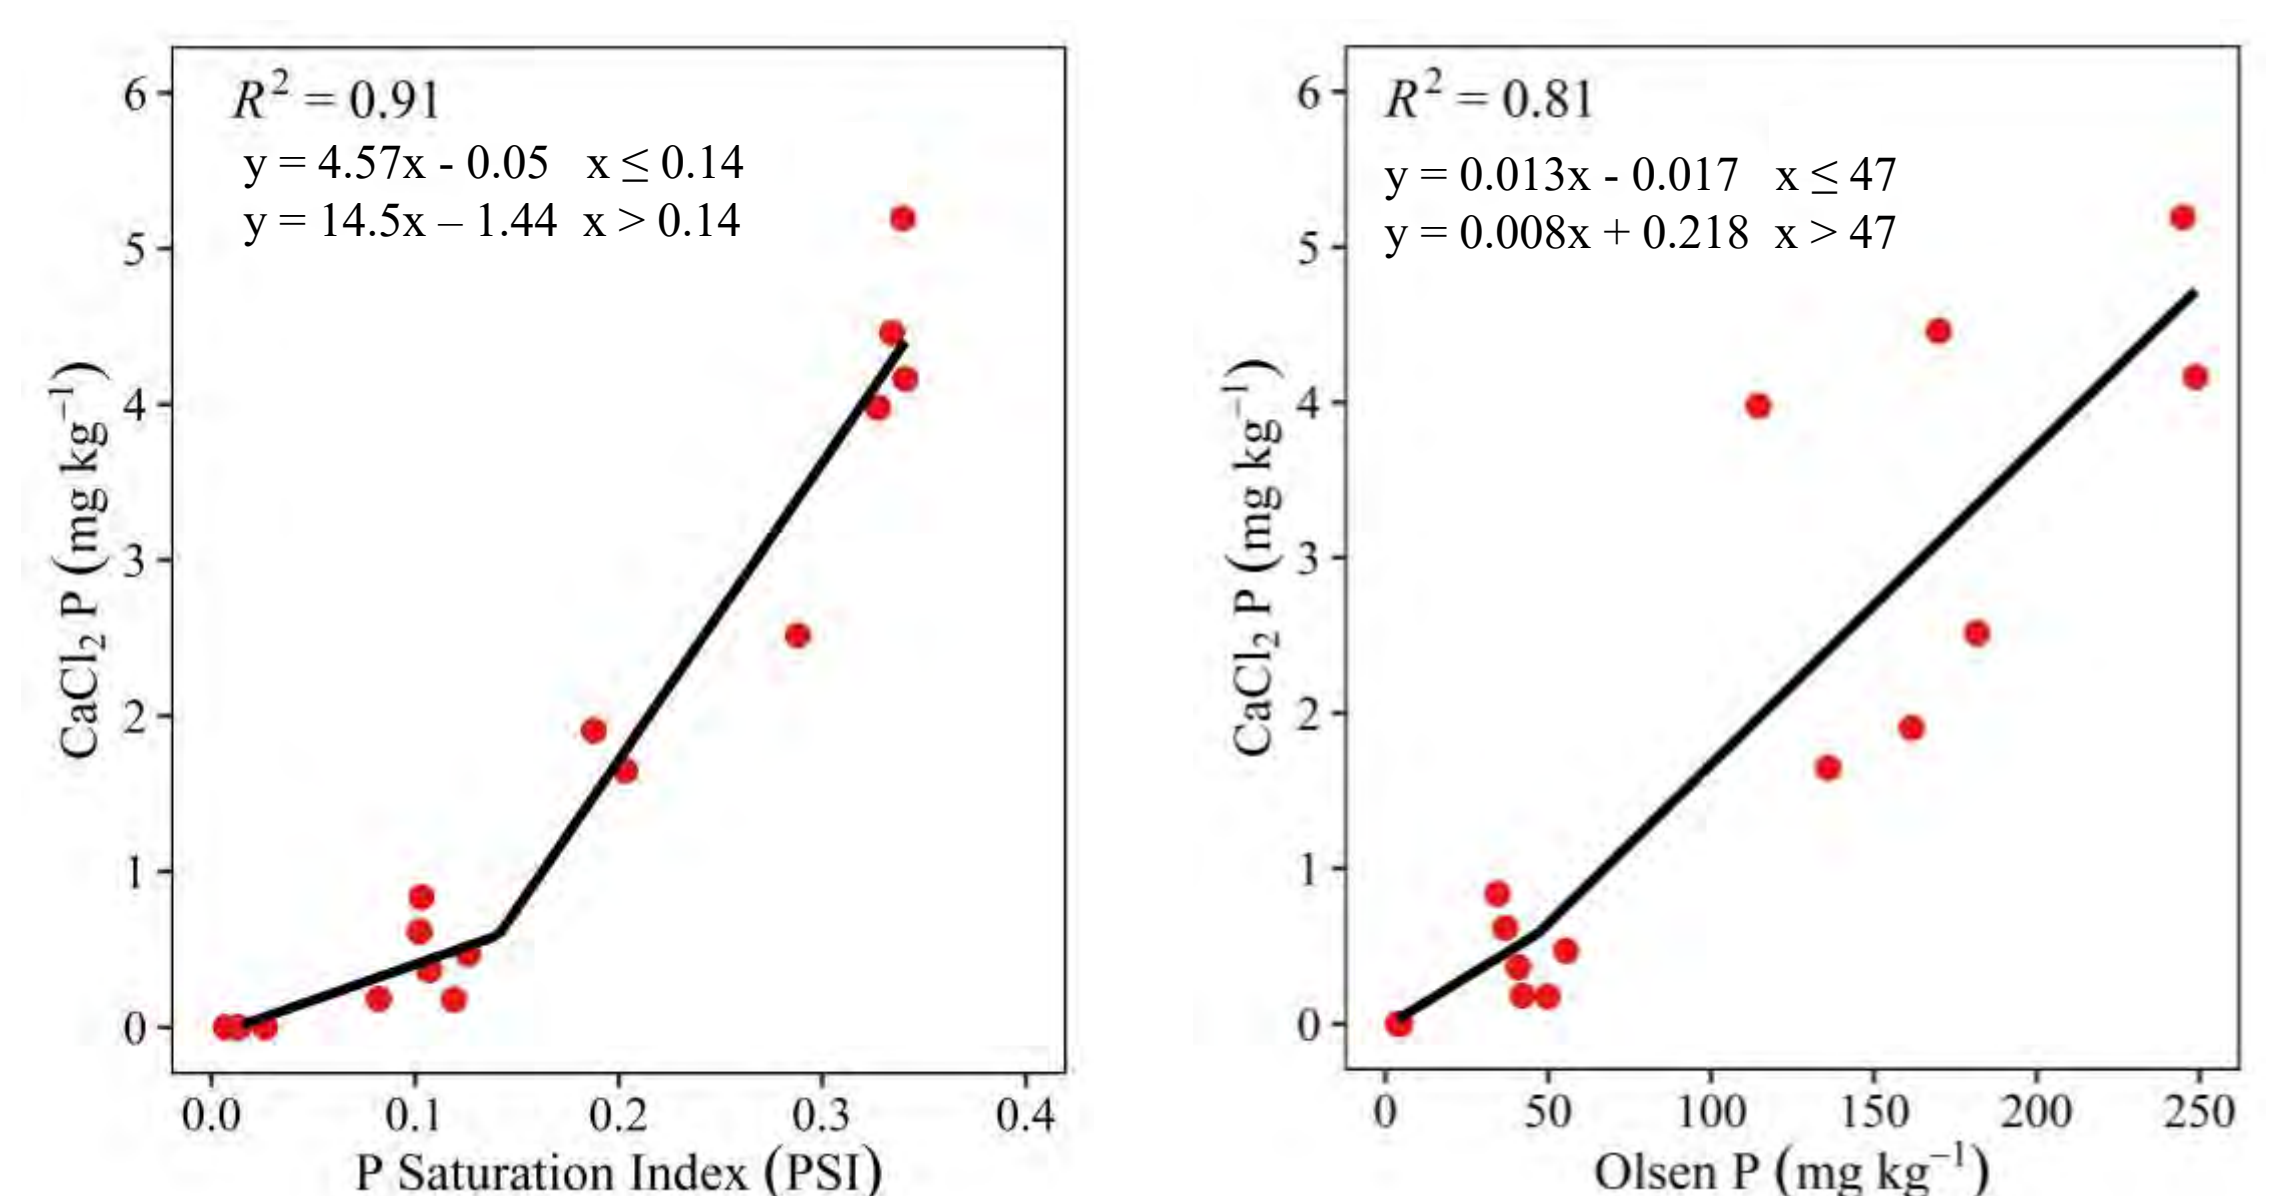 R² = 0.91
y = 4.57x - 0.05 x ≤ 0.14
y = 14.5x – 1.44 x > 0.14
6
5
4
3
2
1
0
CaCl₂ P (mg kg⁻¹)
0.0 0.1 0.2 0.3 0.4
P Saturation Index (PSI)
R² = 0.81
y = 0.013x - 0.017 x ≤ 47
y = 0.008x + 0.218 x > 47
6
5
4
3
2
1
0
CaCl₂ P (mg kg⁻¹)
0 50 100 150 200 250
Olsen P (mg kg⁻¹)